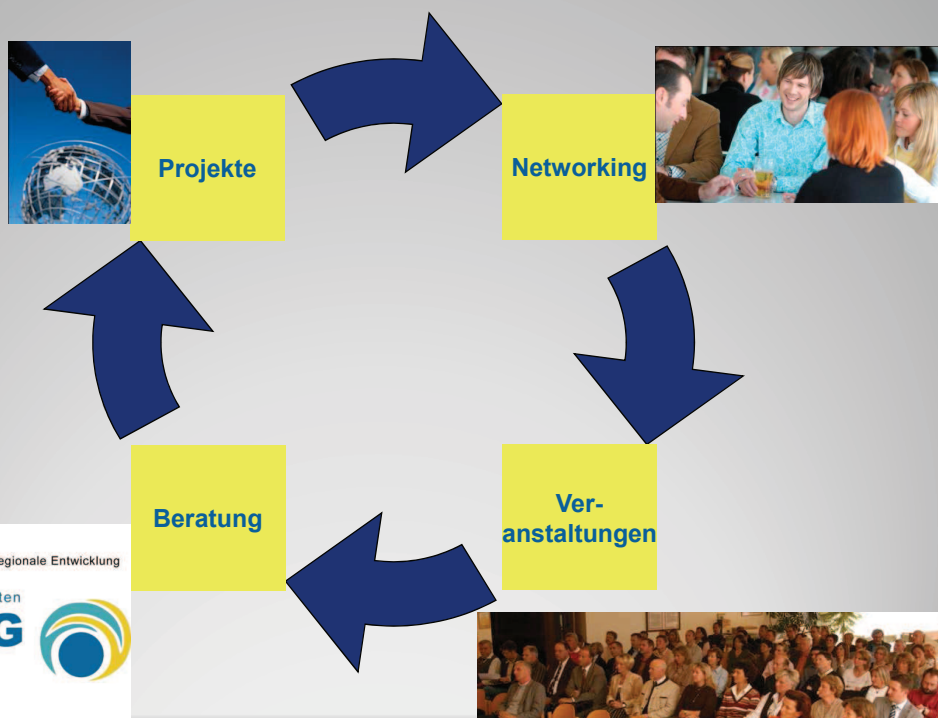 Projekte
Networking
Beratung
Ver-
anstaltungen
egionale Entwicklung
ten
G